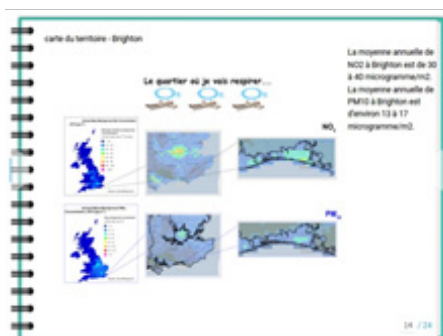 carte du territoire - Brighton
Le quartier où je vais respirer...
La moyenne annuelle de
NO2 à Brighton est de 30
à 40 microgramme/m2.
La moyenne annuelle de
PM10 à Brighton est
d'environ 13 à 17
microgramme/m2.
NO2
PM10
14 / 24